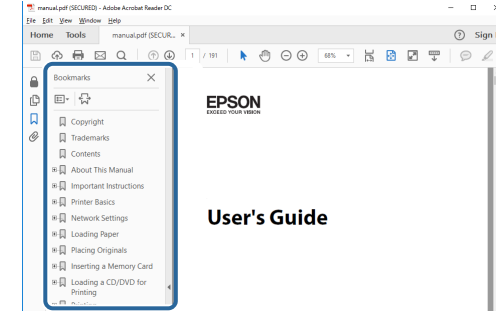 manual.pdf (SECURED) - Adobe Acrobat Reader DC
File Edit View Window Help
Home Tools manual.pdf (SECUR... ×
Sign
1 / 191
68%
Bookmarks
Copyright
Trademarks
Contents
About This Manual
Important Instructions
Printer Basics
Network Settings
Loading Paper
Placing Originals
Inserting a Memory Card
Loading a CD/DVD for
Printing
EPSON
EXCEED YOUR VISION
User's Guide